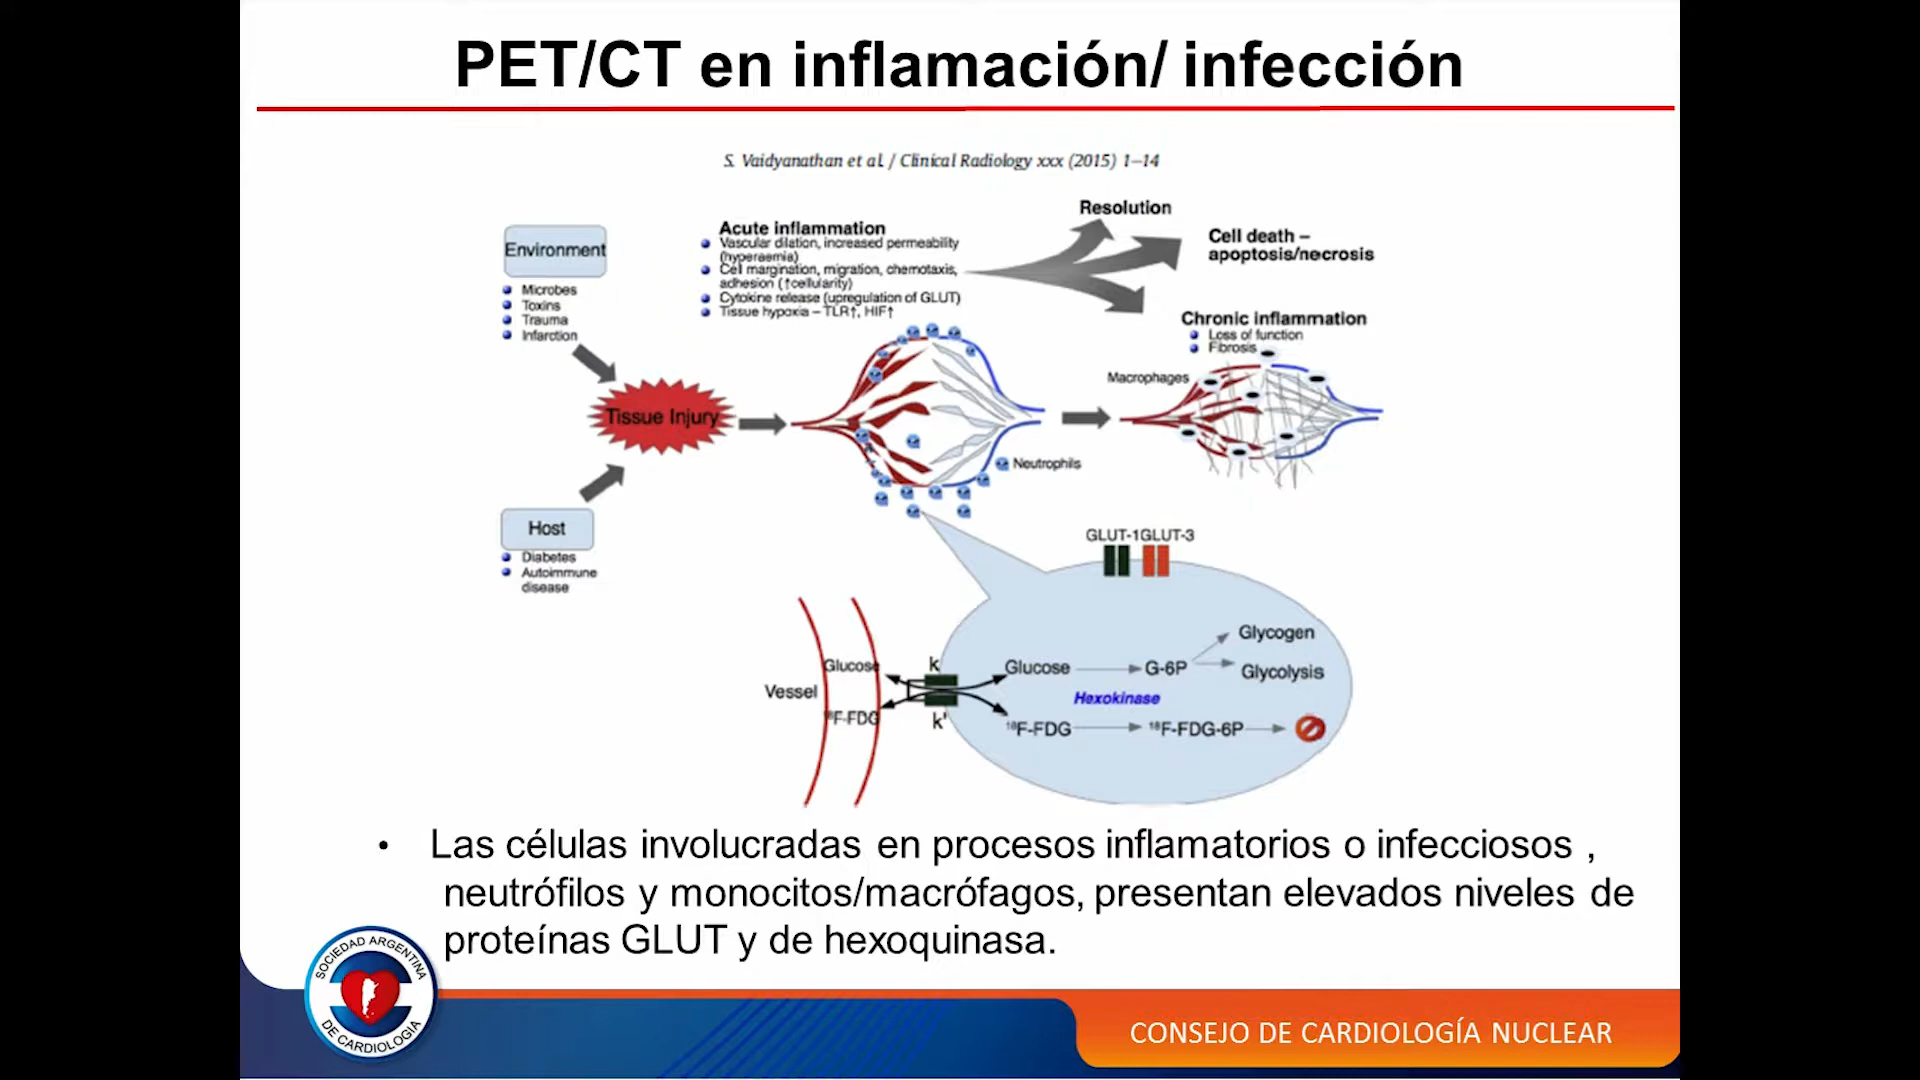 PET/CT en inflamación/ infección
S. Vaidyanathan et al. / Clinical Radiology xxx (2015) 1–14
Environment
Microbes
Toxins
Trauma
Infarction
Tissue Injury
Host
Diabetes
Autoimmune
disease
Acute inflammation
Vascular dilation, increased permeability
(hyperaemia)
Cell margination, migration, chemotaxis,
adhesion (↑cellularity)
Cytokine release (upregulation of GLUT)
Tissue hypoxia – TLR↑, HIF↑
Resolution
Cell death –
apoptosis/necrosis
Chronic inflammation
Loss of function
Fibrosis
Macrophages
Neutrophils
GLUT-1GLUT-3
Vessel
Glucose
¹⁸F-FDG
k
k'
Glucose
G-6P
Glycogen
Glycolysis
Hexokinase
¹⁸F-FDG
¹⁸F-FDG-6P
• Las células involucradas en procesos inflamatorios o infecciosos ,
neutrófilos y monocitos/macrófagos, presentan elevados niveles de
proteínas GLUT y de hexoquinasa.
SOCIEDAD ARGENTINA
DE CARDIOLOGIA
CONSEJO DE CARDIOLOGÍA NUCLEAR